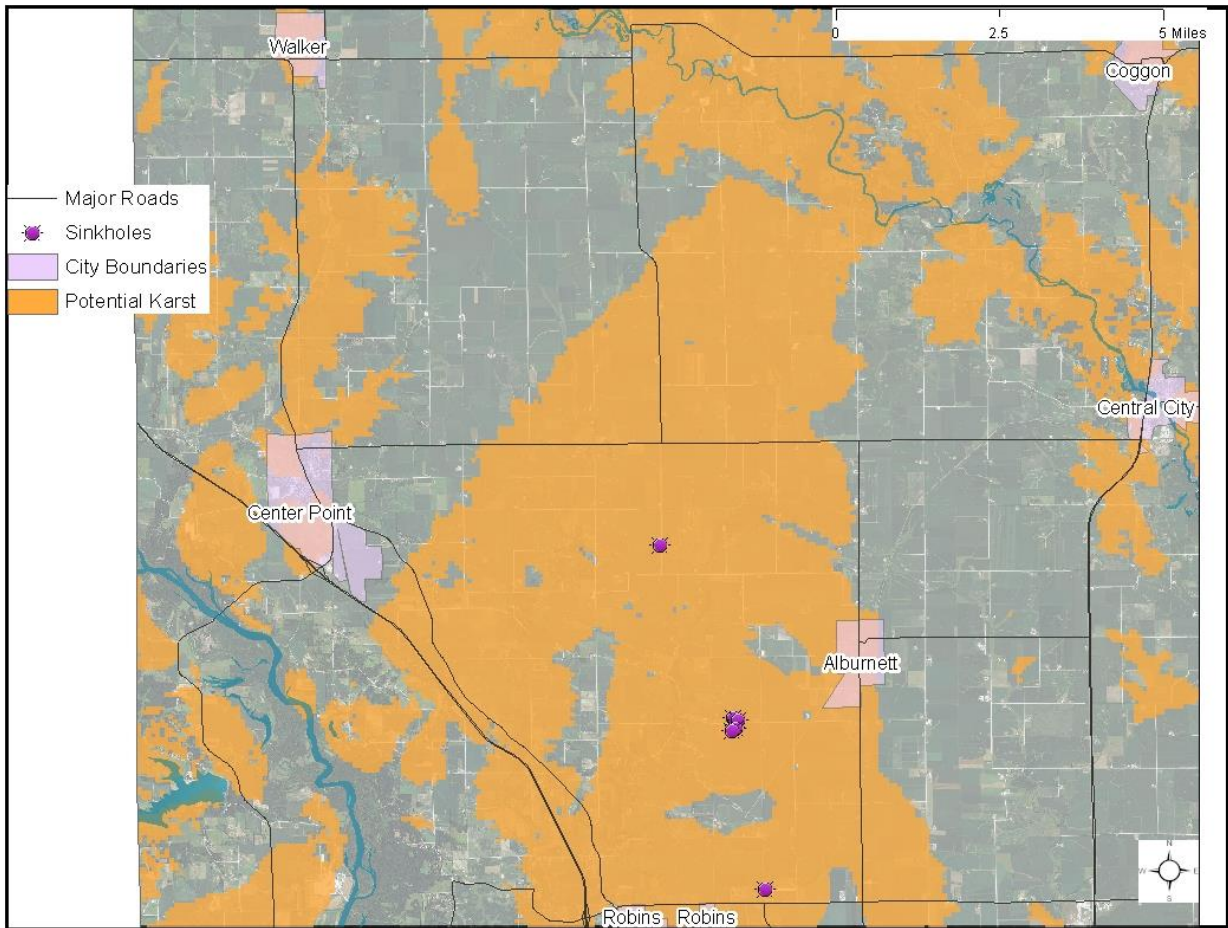 Walker
0 2.5 5 Miles
Coggon
Major Roads
Sinkholes
City Boundaries
Potential Karst
Central City
Center Point
Alburnett
N
W E
S
Robins Robins